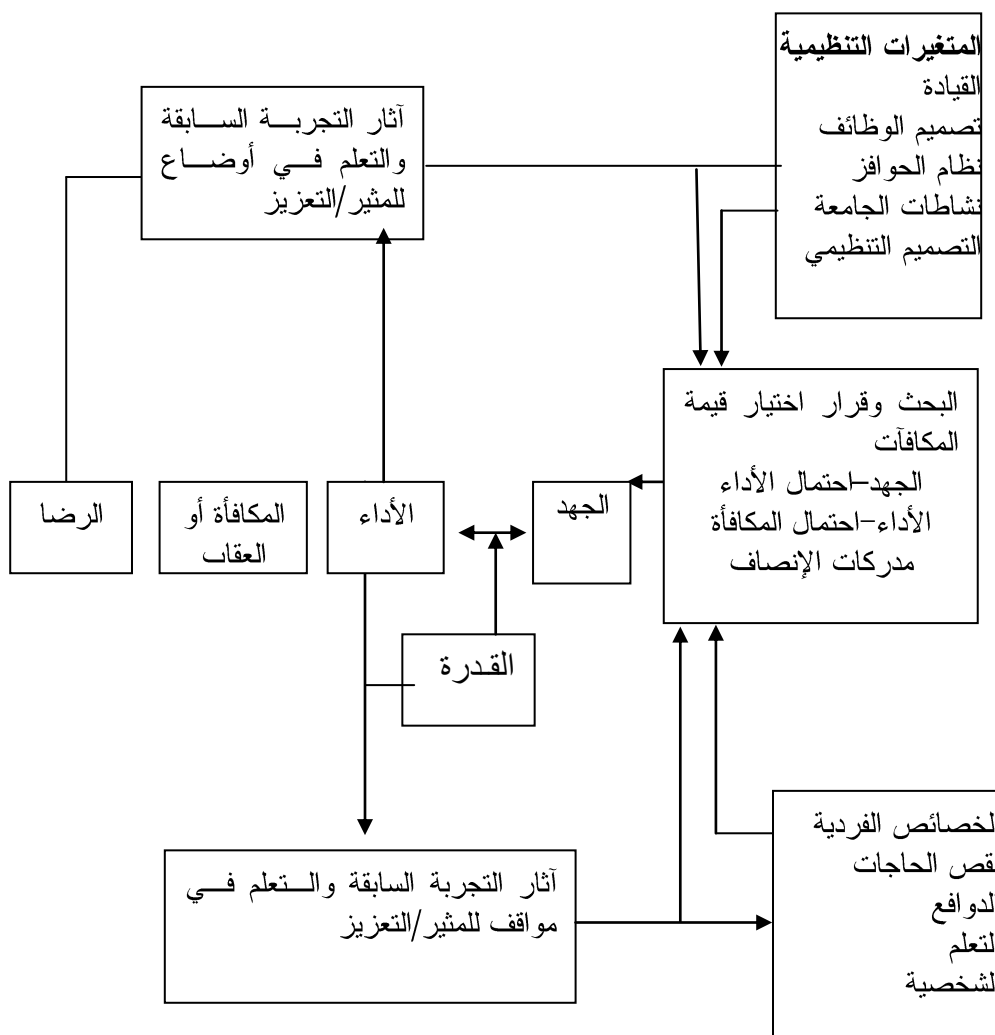 المتغيرات التنظيمية
القيادة
تصميم الوظائف
نظام الحوافز
نشاطات الجامعة
التصميم التنظيمي
آثار التجربة السابقة
والتعلم في أوضاع
للمثير/التعزيز
البحث وقرار اختيار قيمة
المكافآت
الجهد–احتمال الأداء
الأداء–احتمال المكافأة
مدركات الإنصاف
الجهد
الأداء
المكافأة أو
العقاب
الرضا
القدرة
لخصائص الفردية
نقص الحاجات
لدوافع
لتعلم
لشخصية
آثار التجربة السابقة والتعلم في
مواقف للمثير/التعزيز